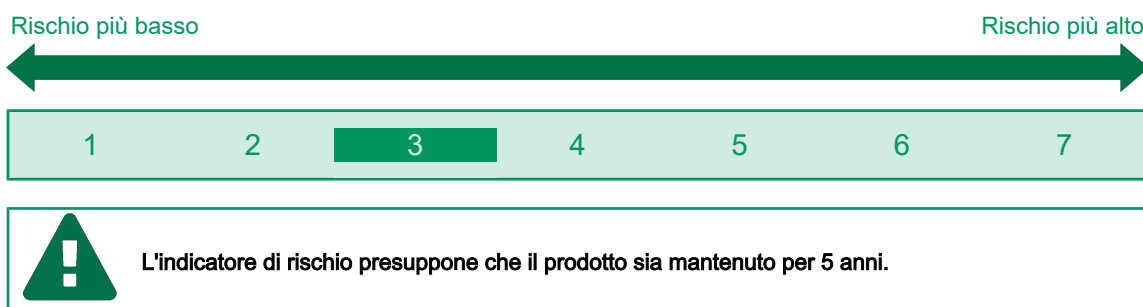 Rischio più basso Rischio più alto
1 2 3 4 5 6 7
L'indicatore di rischio presuppone che il prodotto sia mantenuto per 5 anni.